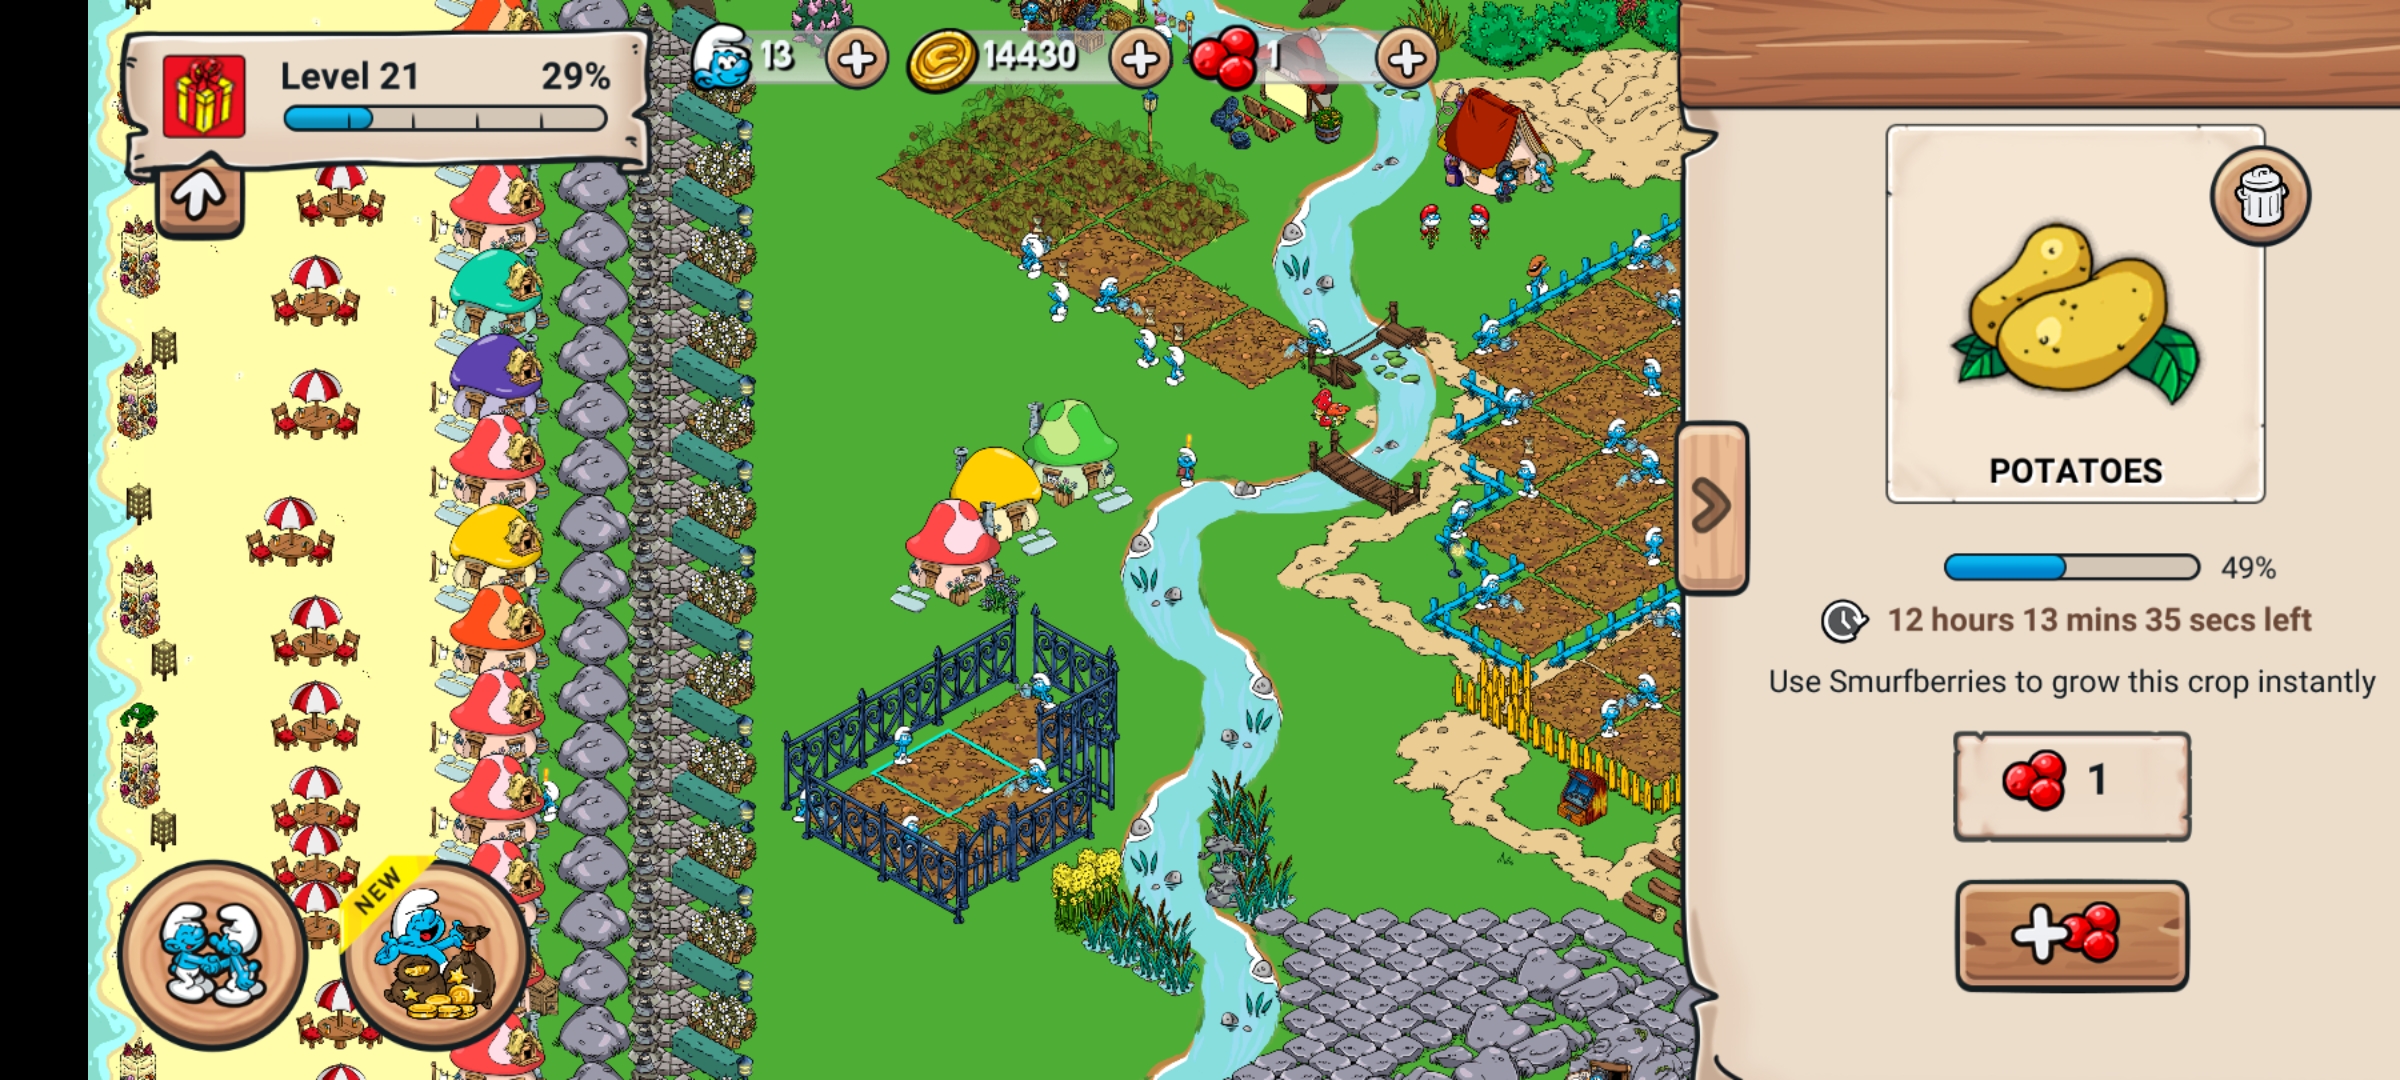 Level 21
29%
13
14430
1
POTATOES
49%
12 hours 13 mins 35 secs left
Use Smurfberries to grow this crop instantly
1
NEW